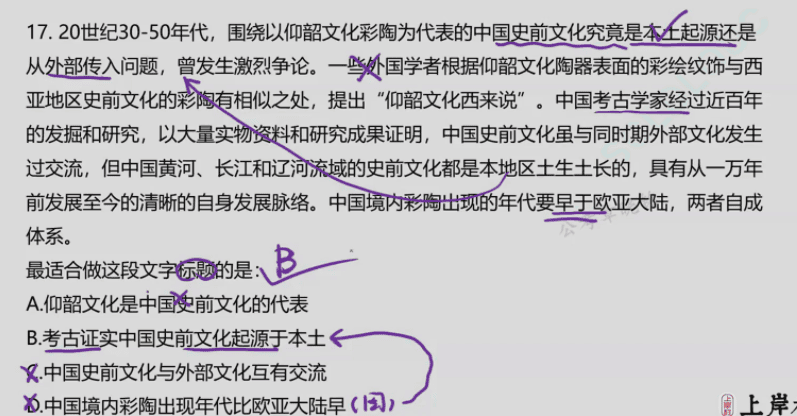 17. 20世纪30-50年代，围绕以仰韶文化彩陶为代表的中国史前文化究竟是本土起源还是
从外部传入问题，曾发生激烈争论。一些外国学者根据仰韶文化陶器表面的彩绘纹饰与西
亚地区史前文化的彩陶有相似之处，提出“仰韶文化西来说”。中国考古学家经过近百年
的发掘和研究，以大量实物资料和研究成果证明，中国史前文化虽与同时期外部文化发生
过交流，但中国黄河、长江和辽河流域的史前文化都是本地区土生土长的，具有从一万年
前发展至今的清晰的自身发展脉络。中国境内彩陶出现的年代要早于欧亚大陆，两者自成
体系。
最适合做这段文字标题的是： B
A.仰韶文化是中国史前文化的代表
B.考古证实中国史前文化起源于本土
C.中国史前文化与外部文化互有交流
D.中国境内彩陶出现年代比欧亚大陆早（因）
上岸